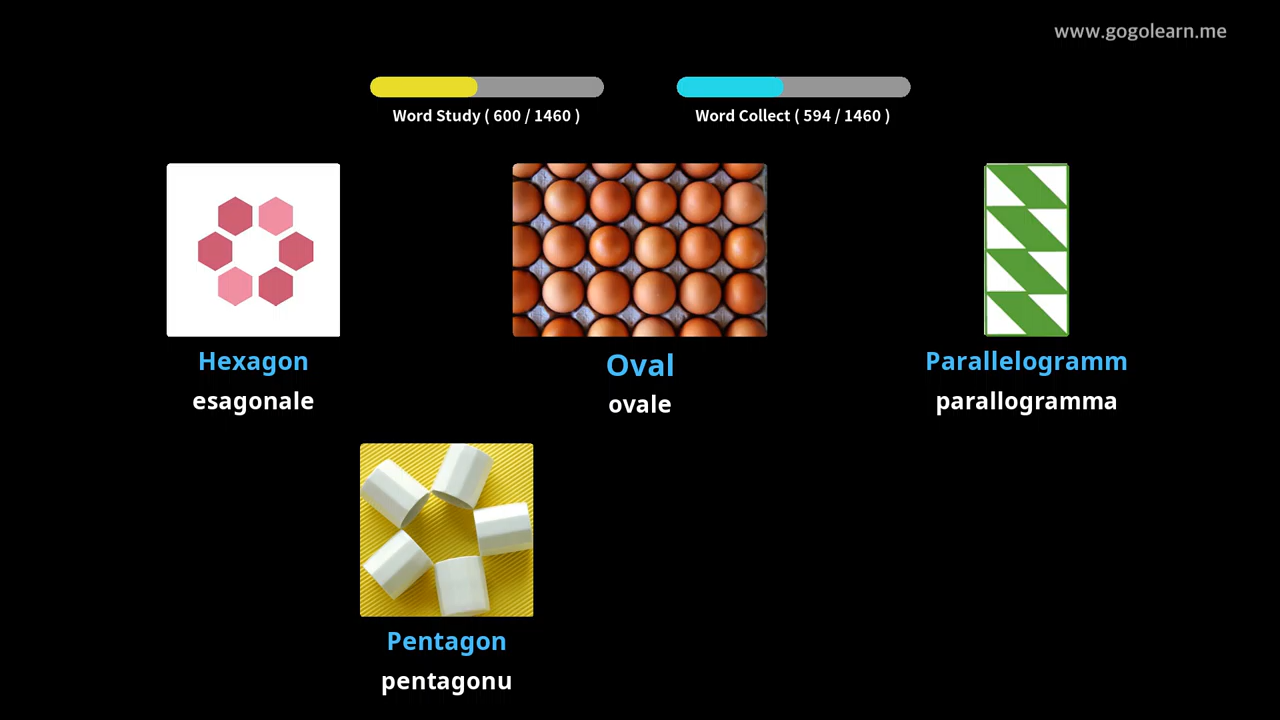 www.gogolearn.me
Word Study ( 600 / 1460 )
Word Collect ( 594 / 1460 )
Hexagon
esagonale
Oval
ovale
Parallelogramm
parallogramma
Pentagon
pentagonu